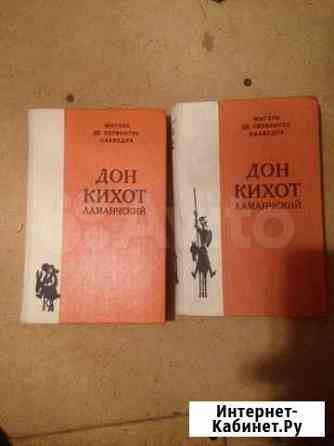 МИГЕЛЬ
ДЕ СЕРВАНТЕС
СААВЕДРА
ДОН
КИХОТ
ЛАМАНЧСКИЙ
МИГЕЛЬ
ДЕ СЕРВАНТЕС
СААВЕДРА
ДОН
КИХОТ
ЛАМАНЧСКИЙ
Avito
Интернет-
Кабинет.Ру